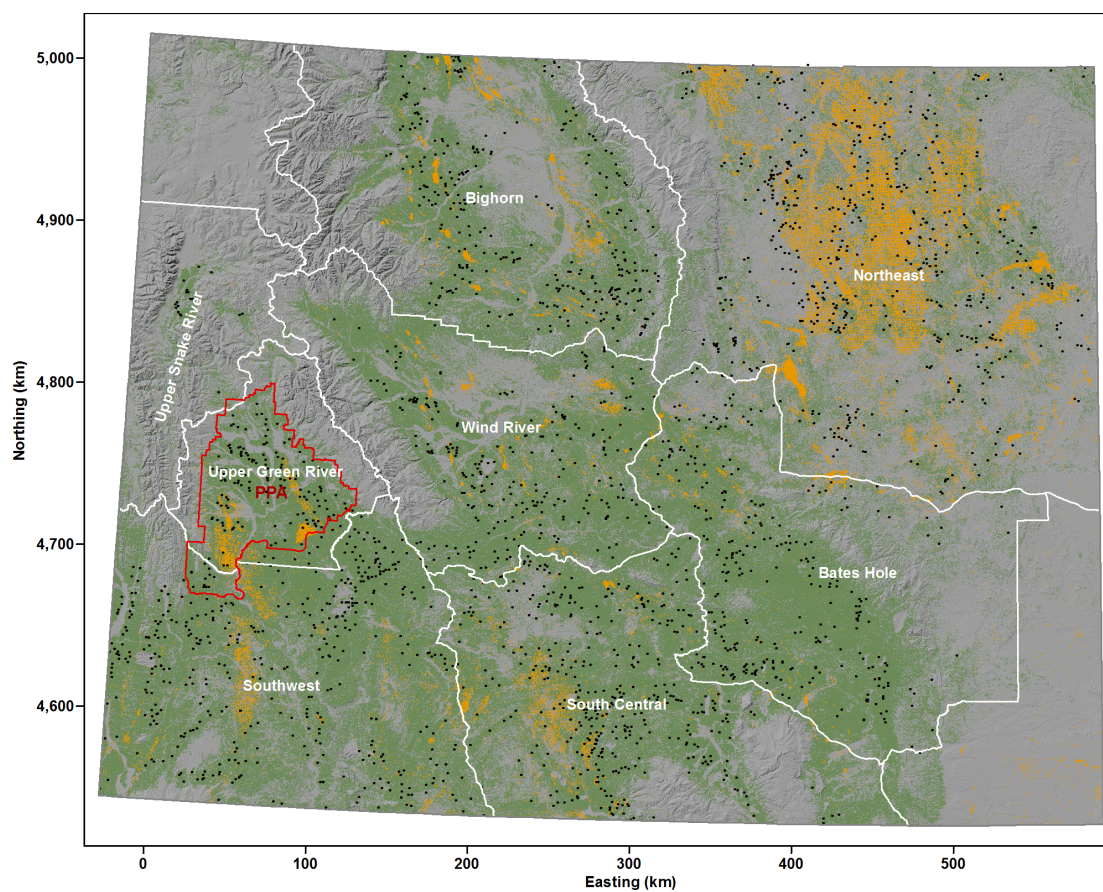 5,000
4,900
4,800
4,700
4,600
Northing (km)
Bighorn
Northeast
Upper Snake River
Wind River
Upper Green River
PPA
Bates Hole
Southwest
South Central
0
100
200
300
400
500
Easting (km)